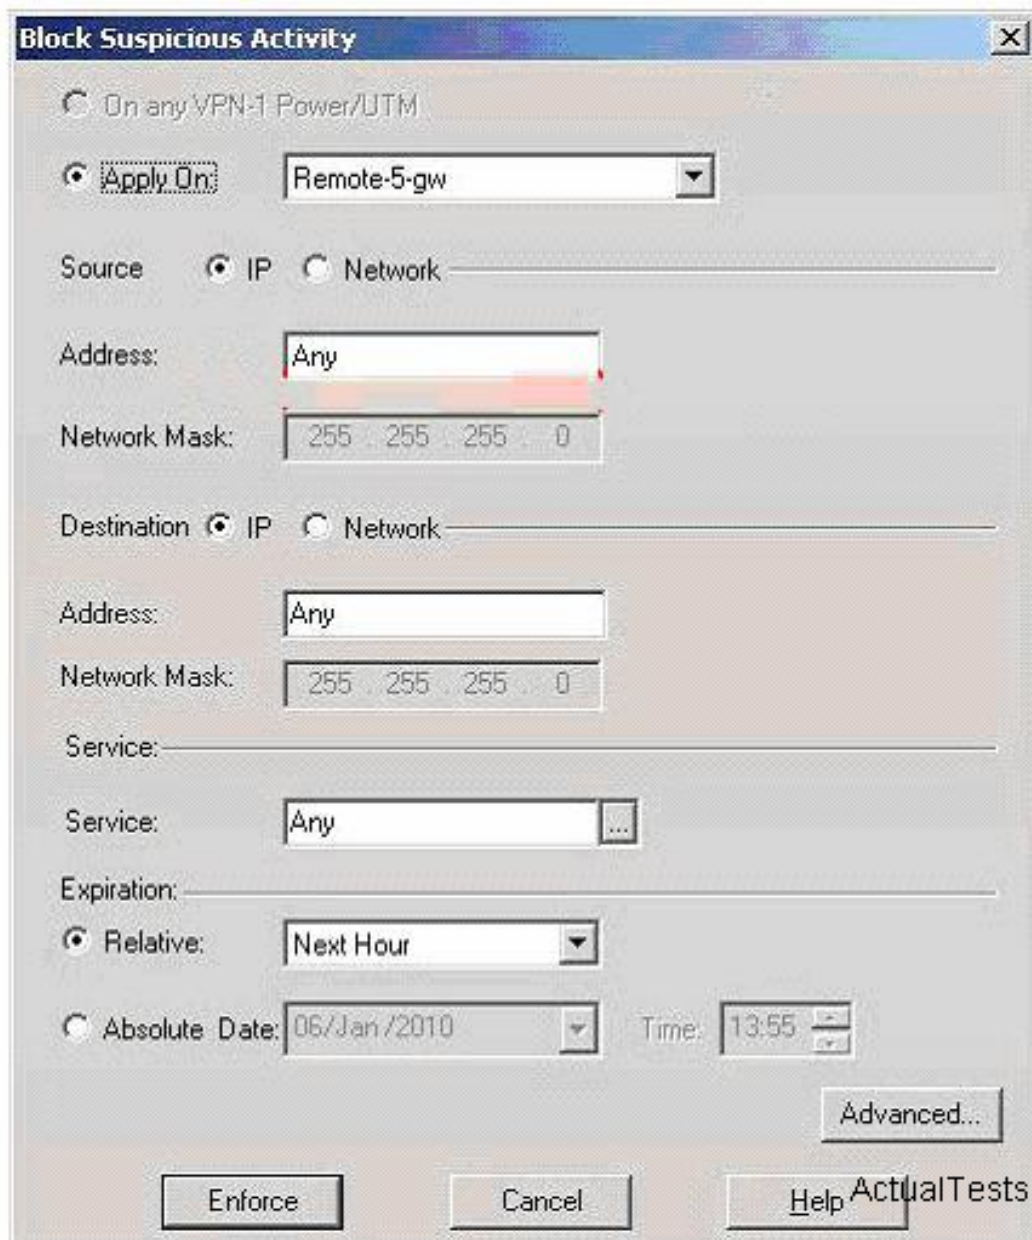 Block Suspicious Activity
On any VPN-1 Power/UTM
Apply On: Remote-5-gw
Source IP Network
Address: Any
Network Mask: 255 . 255 . 255 . 0
Destination IP Network
Address: Any
Network Mask: 255 . 255 . 255 . 0
Service:
Service: Any ...
Expiration:
Relative: Next Hour
Absolute Date: 06/Jan /2010 Time: 13:55
Advanced...
Enforce Cancel Help ActualTests